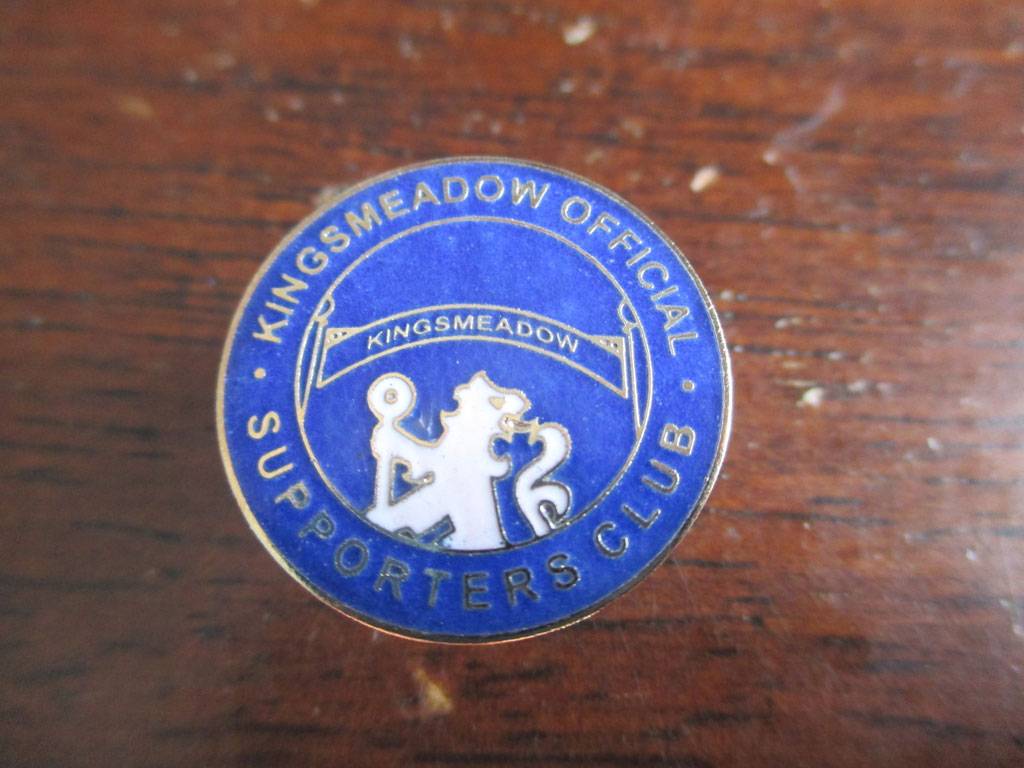 KINGSMEADOW OFFICIAL
KINGSMEADOW
• SUPPORTERS CLUB •